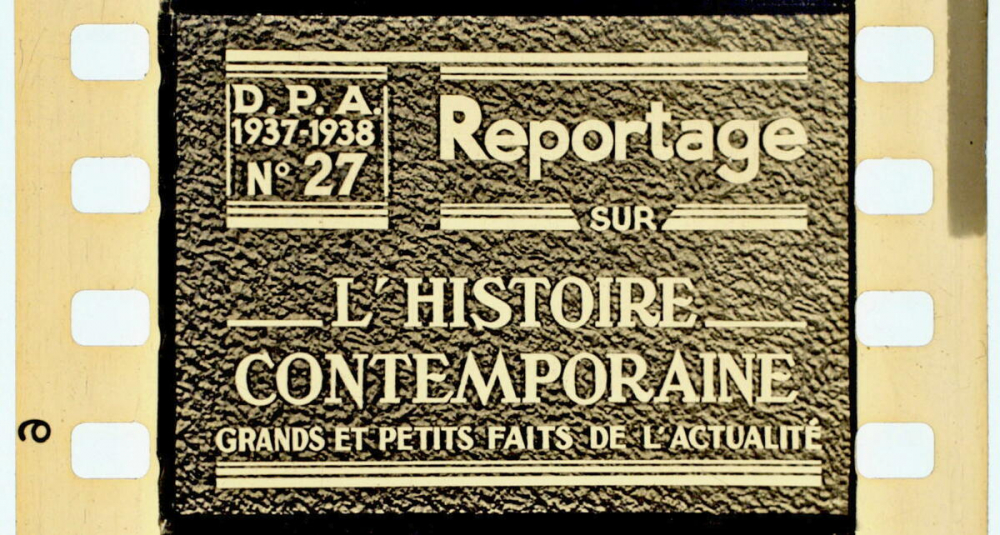 D. P. A.
1937-1938
N° 27
Reportage
SUR
L'HISTOIRE
CONTEMPORAINE
GRANDS ET PETITS FAITS DE L'ACTUALITÉ